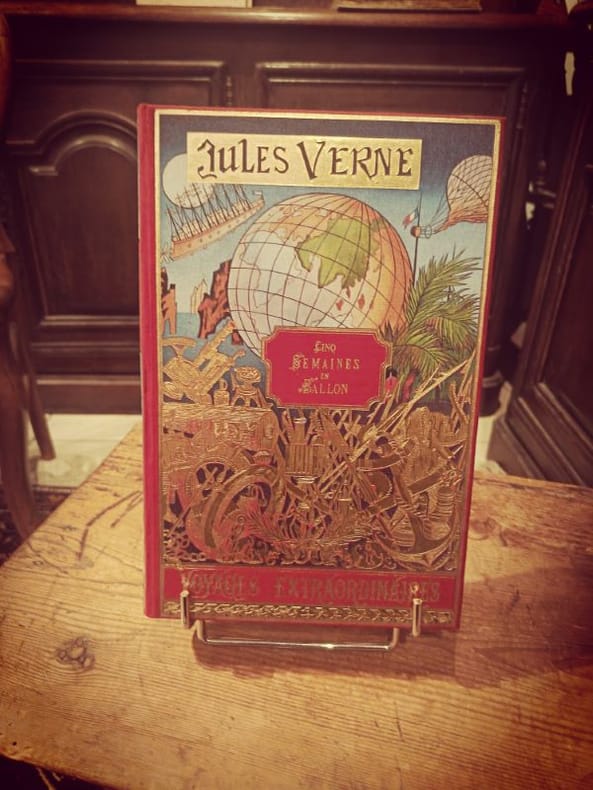 JULES VERNE
CINQ
SEMAINES
EN
BALLON
VOYAGES EXTRAORDINAIRES